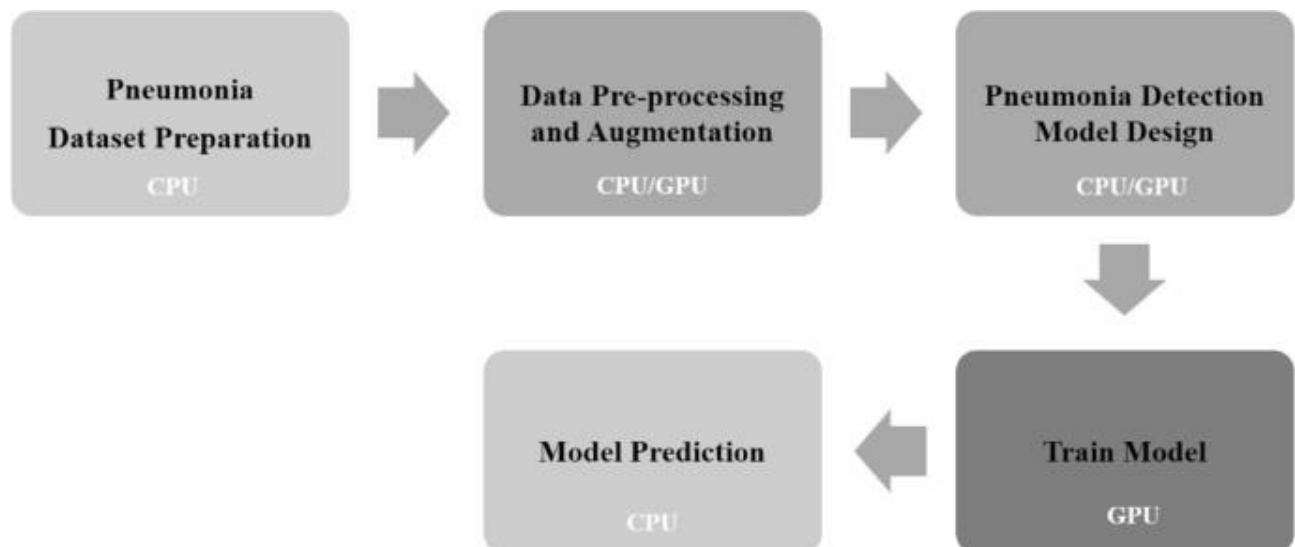 Pneumonia
Dataset Preparation
CPU
Data Pre-processing
and Augmentation
CPU/GPU
Pneumonia Detection
Model Design
CPU/GPU
Train Model
GPU
Model Prediction
CPU